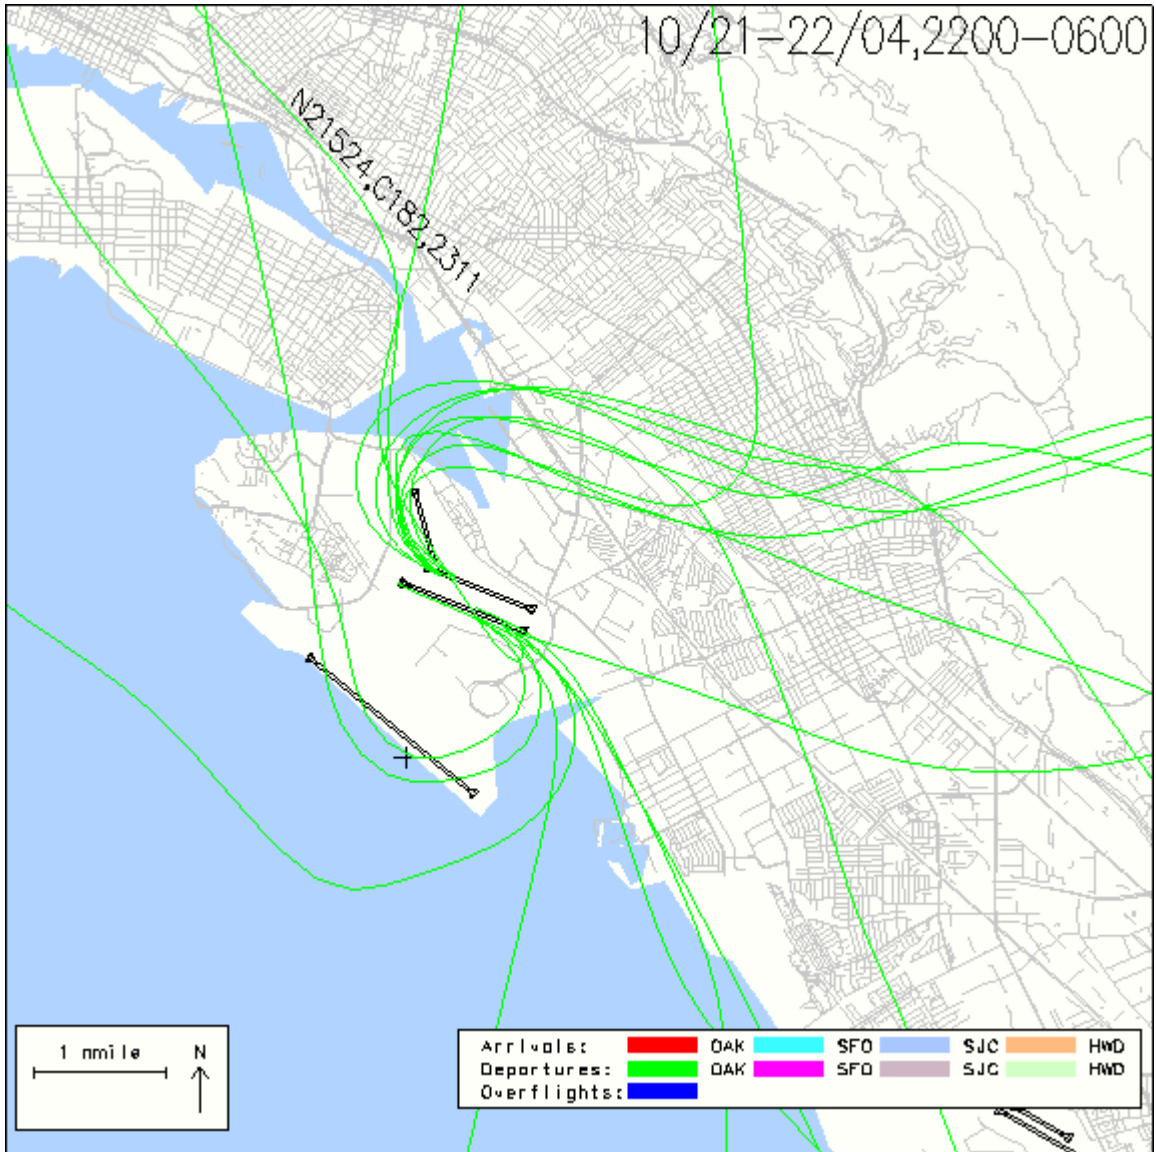 10/21-22/04,2200-0600
N21524,C182,2311
1 nmile N
Arrivals: OAK SFO SJC HWD
Departures: OAK SFO SJC HWD
Overflights: